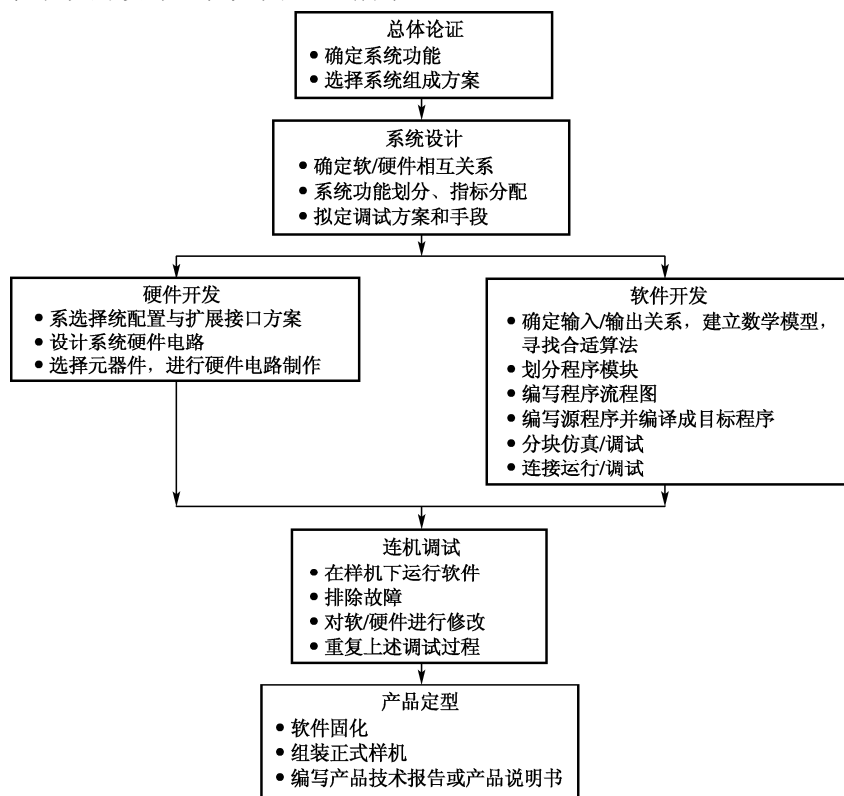 总体论证
● 确定系统功能
● 选择系统组成方案
系统设计
● 确定软/硬件相互关系
● 系统功能划分、指标分配
● 拟定调试方案和手段
硬件开发
● 系选择统配置与扩展接口方案
● 设计系统硬件电路
● 选择元器件，进行硬件电路制作
软件开发
● 确定输入/输出关系，建立数学模型，
寻找合适算法
● 划分程序模块
● 编写程序流程图
● 编写源程序并编译成目标程序
● 分块仿真/调试
● 连接运行/调试
连机调试
● 在样机下运行软件
● 排除故障
● 对软/硬件进行修改
● 重复上述调试过程
产品定型
● 软件固化
● 组装正式样机
● 编写产品技术报告或产品说明书